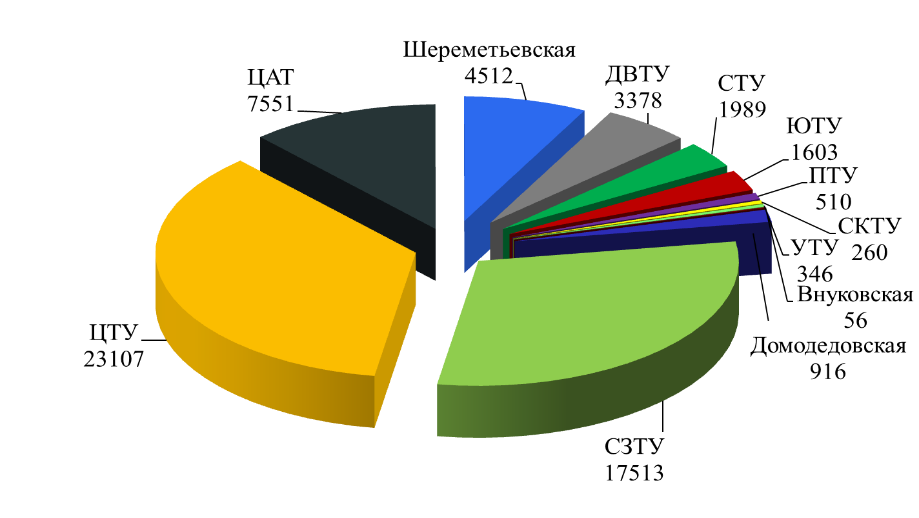 Шереметьевская
4512
ДВТУ
3378
СТУ
1989
ЮТУ
1603
ПТУ
510
СКТУ
260
УТУ
346
Внуковская
56
Домодедовская
916
СЗТУ
17513
ЦТУ
23107
ЦАТ
7551